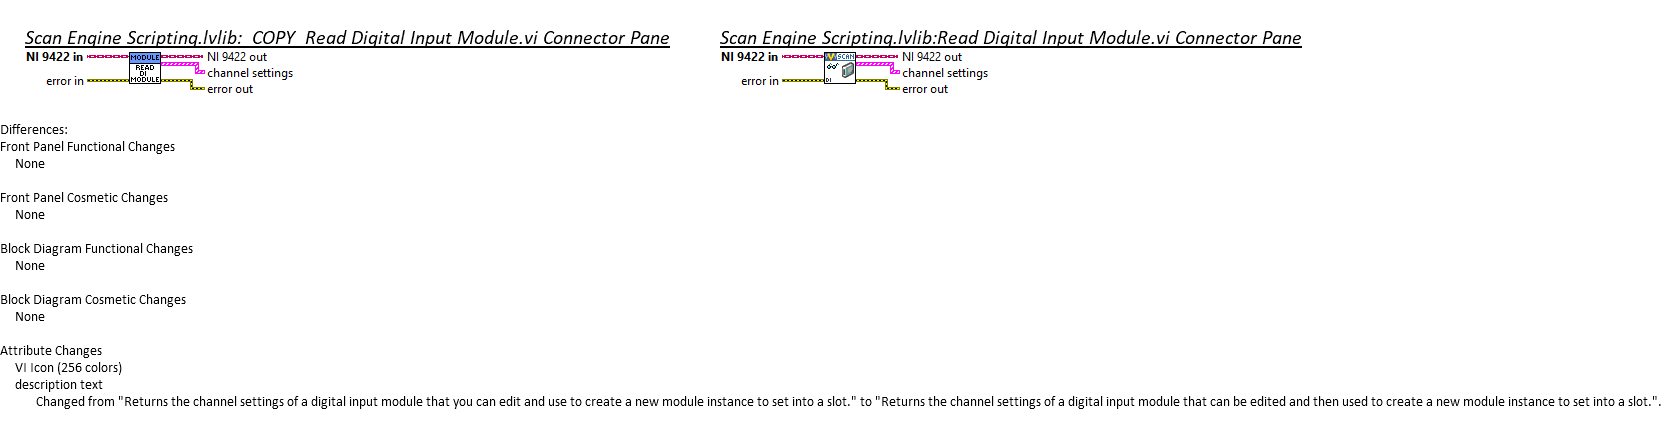 Scan Engine Scripting.lvlib:_COPY_Read Digital Input Module.vi Connector Pane
NI 9422 in
MODULE
READ
DI
MODULE
NI 9422 out
channel settings
error in
error out
Scan Engine Scripting.lvlib:Read Digital Input Module.vi Connector Pane
NI 9422 in
SCAN
DI
NI 9422 out
channel settings
error in
error out
Differences:
Front Panel Functional Changes
None
Front Panel Cosmetic Changes
None
Block Diagram Functional Changes
None
Block Diagram Cosmetic Changes
None
Attribute Changes
VI Icon (256 colors)
description text
Changed from "Returns the channel settings of a digital input module that you can edit and use to create a new module instance to set into a slot." to "Returns the channel settings of a digital input module that can be edited and then used to create a new module instance to set into a slot.".